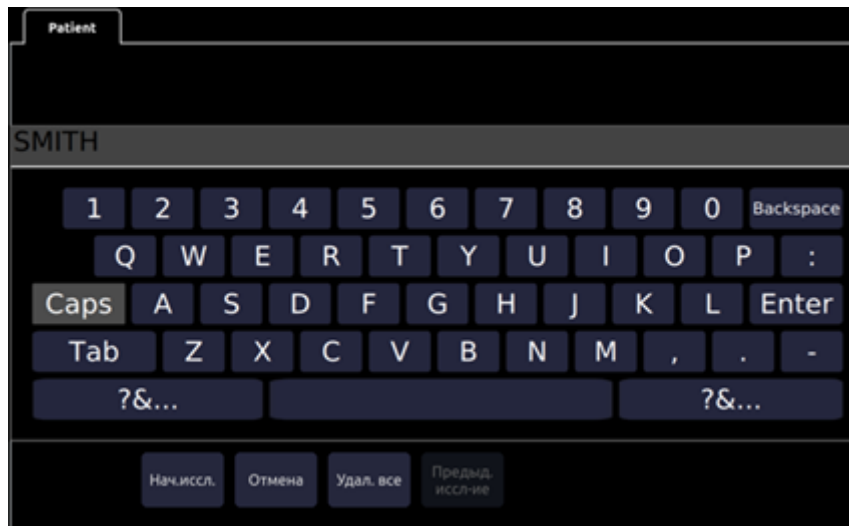 Patient
SMITH
1 2 3 4 5 6 7 8 9 0 Backspace
Q W E R T Y U I O P :
Caps A S D F G H J K L Enter
Tab Z X C V B N M , . -
?&... ?&...
Нач.иссл. Отмена Удал. все Предыд. иссл-ие